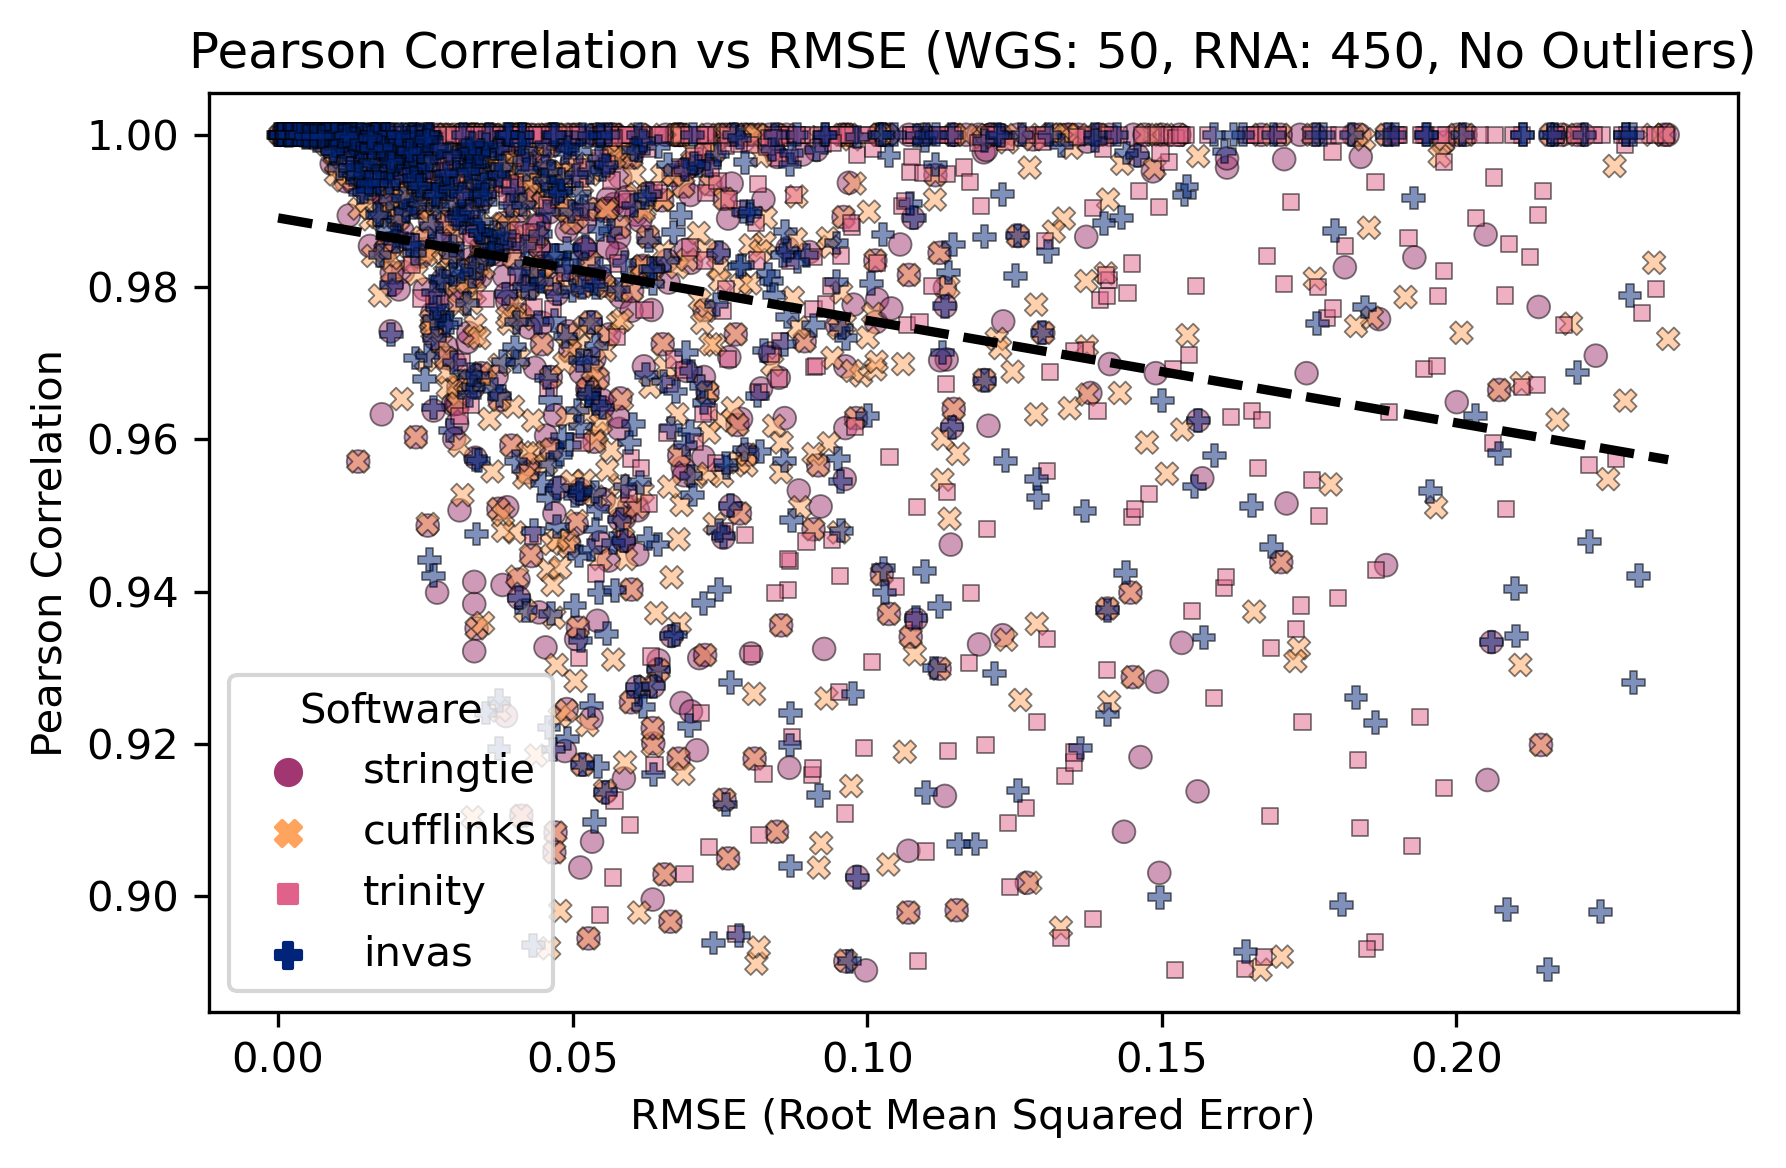 Pearson Correlation vs RMSE (WGS: 50, RNA: 450, No Outliers)
Pearson Correlation
1.00
0.98
0.96
0.94
0.92
0.90
Software
stringtie
cufflinks
trinity
invas
0.00 0.05 0.10 0.15 0.20
RMSE (Root Mean Squared Error)